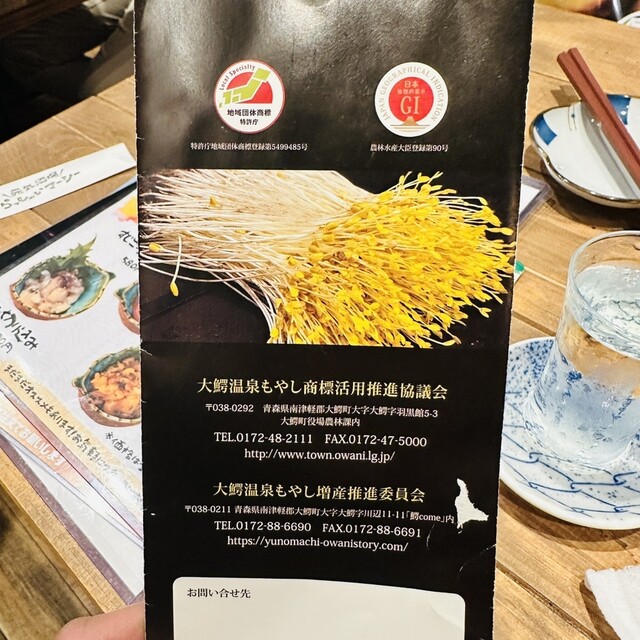 Local Specialty
地域団体商標
特許庁
特許庁地域団体商標登録第5499485号
JAPAN GEOGRAPHICAL INDICATION
日本
地理的表示
GI
農林水産大臣登録第90号
大鰐温泉もやし商標活用推進協議会
〒038-0292 青森県南津軽郡大鰐町大字大鰐字羽黒館5-3
大鰐町役場農林課内
TEL.0172-48-2111 FAX.0172-47-5000
http://www.town.owani.lg.jp/
大鰐温泉もやし増産推進委員会
〒038-0211 青森県南津軽郡大鰐町大字大鰐字川辺11-11「鰐come」内
TEL.0172-88-6690 FAX.0172-88-6691
https://yunomachi-owanistory.com/
お問い合せ先